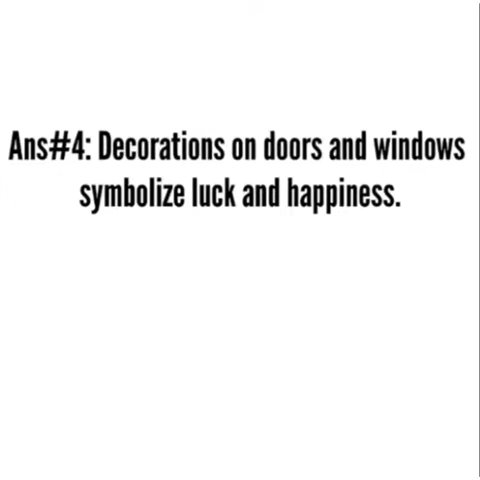 Ans#4: Decorations on doors and windows
symbolize luck and happiness.